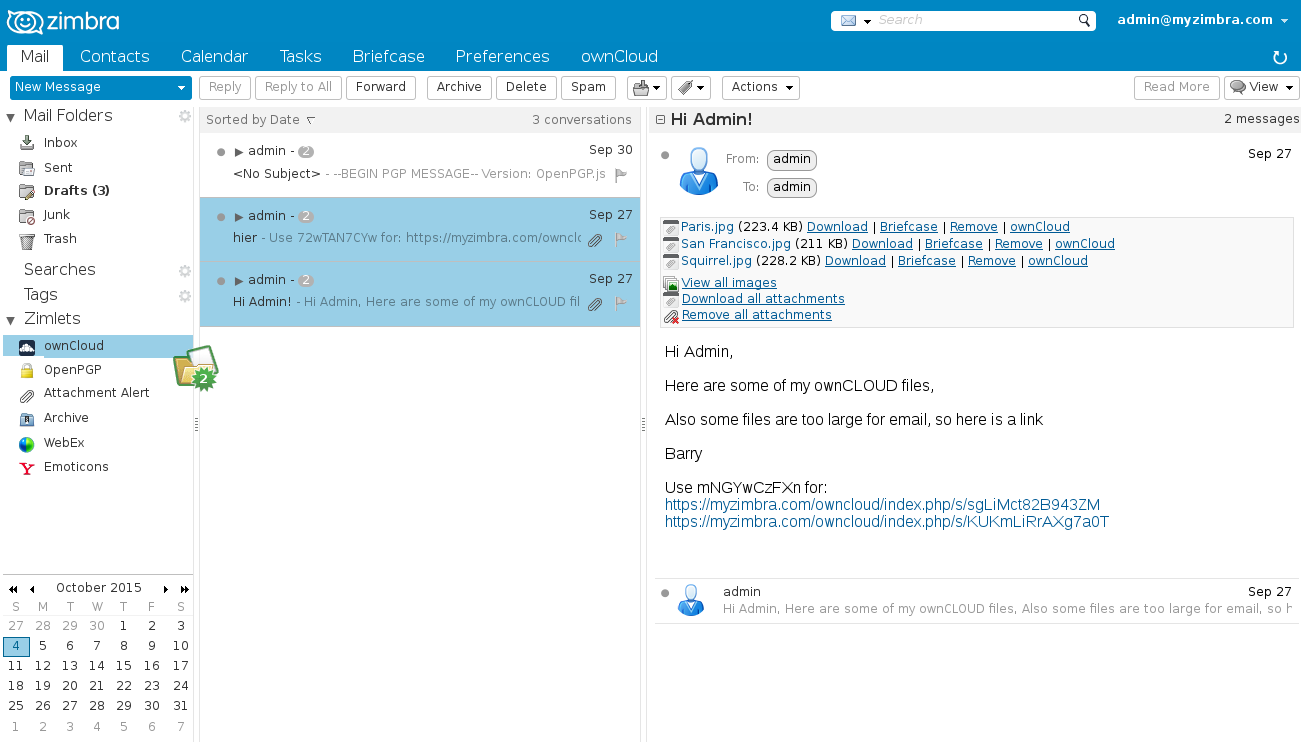 zimbra
Search
admin@myzimbra.com
Mail Contacts Calendar Tasks Briefcase Preferences ownCloud
New Message Reply Reply to All Forward Archive Delete Spam Actions Read More View
Mail Folders
Inbox
Sent
Drafts (3)
Junk
Trash
Searches
Tags
Zimlets
ownCloud
2
OpenPGP
Attachment Alert
Archive
WebEx
Emoticons
October 2015
S M T W T F S
27 28 29 30 1 2 3
4 5 6 7 8 9 10
11 12 13 14 15 16 17
18 19 20 21 22 23 24
25 26 27 28 29 30 31
1 2 3 4 5 6 7
Sorted by Date 3 conversations
admin - 2 Sep 30
<No Subject> - --BEGIN PGP MESSAGE-- Version: OpenPGP.js
admin - 2 Sep 27
hier - Use 72wTAN7CYw for: https://myzimbra.com/ownclo
admin - 2 Sep 27
Hi Admin! - Hi Admin, Here are some of my ownCLOUD fil
Hi Admin! 2 messages
From: admin Sep 27
To: admin
Paris.jpg (223.4 KB) Download | Briefcase | Remove | ownCloud
San Francisco.jpg (211 KB) Download | Briefcase | Remove | ownCloud
Squirrel.jpg (228.2 KB) Download | Briefcase | Remove | ownCloud
View all images
Download all attachments
Remove all attachments
Hi Admin,
Here are some of my ownCLOUD files,
Also some files are too large for email, so here is a link
Barry
Use mNGYwCzFXn for:
https://myzimbra.com/owncloud/index.php/s/sgLiMct82B943ZM
https://myzimbra.com/owncloud/index.php/s/KUKmLiRrAXg7a0T
admin Sep 27
Hi Admin, Here are some of my ownCLOUD files, Also some files are too large for email, so h